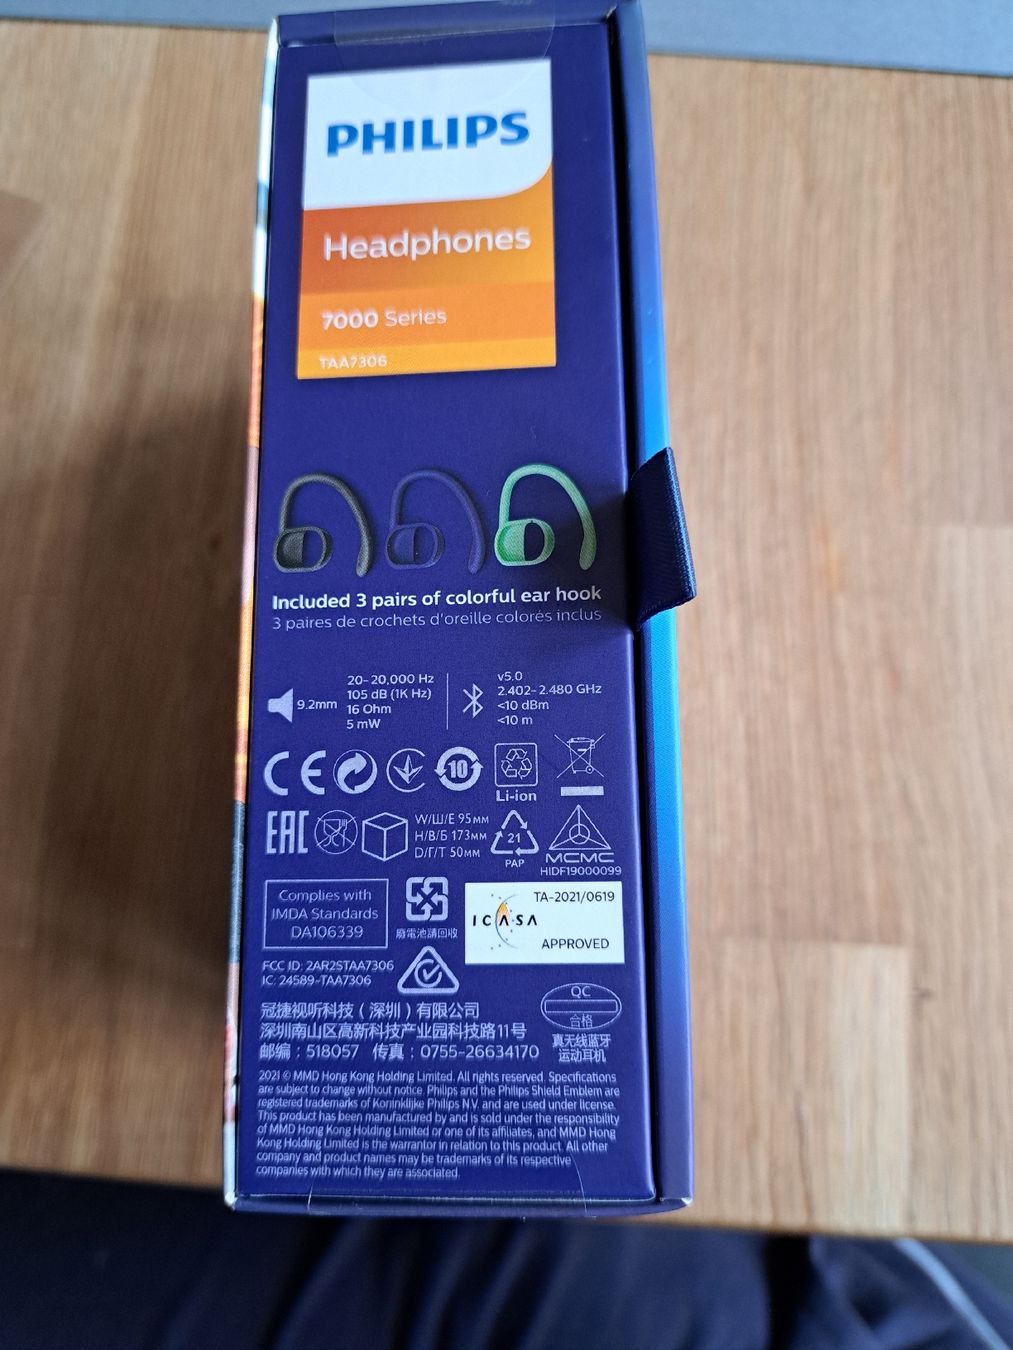 PHILIPS
Headphones
7000 Series
TAA7306
Included 3 pairs of colorful ear hook
3 paires de crochets d'oreille colorés inclus
9.2mm
20-20,000 Hz
105 dB (1K Hz)
16 Ohm
5 mW
v5.0
2.402-2.480 GHz
<10 dBm
<10 m
CE
10
Li-ion
EAC
W/Ш/Е 95мм
H/В/Б 173мм
D/Г/Т 50мм
21
PAP
MCMC
HIDF19000099
Complies with
IMDA Standards
DA106339
廢電池請回收
TA-2021/0619
ICASA
APPROVED
FCC ID: 2AR2STAA7306
IC: 24589-TAA7306
QC
合格
真无线蓝牙
运动耳机
冠捷视听科技（深圳）有限公司
深圳南山区高新科技产业园科技路11号
邮编：518057 传真：0755-26634170
2021 © MMD Hong Kong Holding Limited. All rights reserved. Specifications
are subject to change without notice. Philips and the Philips Shield Emblem are
registered trademarks of Koninklijke Philips N.V. and are used under license.
This product has been manufactured by and is sold under the responsibility
of MMD Hong Kong Holding Limited or one of its affiliates, and MMD Hong
Kong Holding Limited is the warrantor in relation to this product. All other
company and product names may be trademarks of its respective
companies with which they are associated.